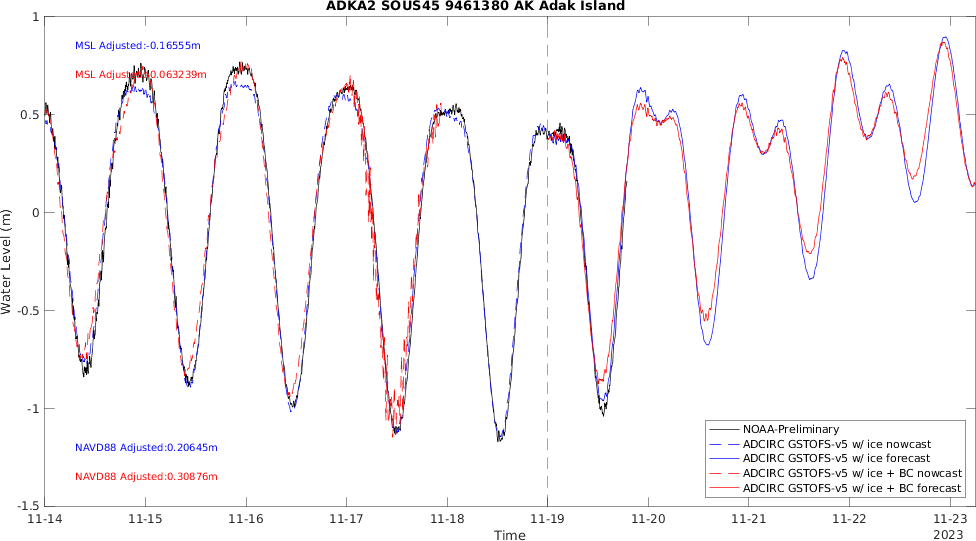 ADKA2 SOUS45 9461380 AK Adak Island
1
0.5
0
-0.5
-1
-1.5
Water Level (m)
MSL Adjusted:-0.16555m
MSL Adjusted:-0.063239m
NAVD88 Adjusted:0.20645m
NAVD88 Adjusted:0.30876m
NOAA-Preliminary
ADCIRC GSTOFS-v5 w/ ice nowcast
ADCIRC GSTOFS-v5 w/ ice forecast
ADCIRC GSTOFS-v5 w/ ice + BC nowcast
ADCIRC GSTOFS-v5 w/ ice + BC forecast
11-14 11-15 11-16 11-17 11-18 11-19 11-20 11-21 11-22 11-23
Time
2023